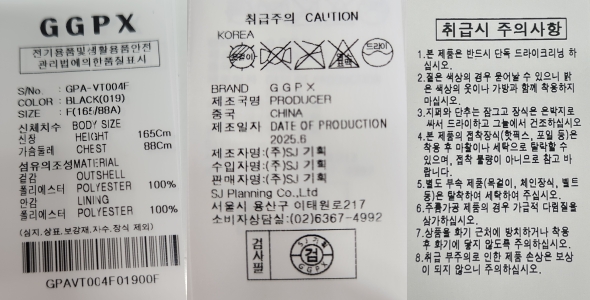 GGPX
전기용품및생활용품안전
관리법에의한품질표시
S/No. : GPA-VT004F
COLOR : BLACK(019)
SIZE : F(165/88A)
신체치수 BODY SIZE
신장 HEIGHT 165Cm
가슴둘레 CHEST 88Cm
섬유의조성MATERIAL
겉감 OUTSHELL
폴리에스터 POLYESTER 100%
안감 LINING
폴리에스터 POLYESTER 100%
(심지,상표,보강재,자수,장식 제외)
GPAVT004F01900F
취급주의 CAUTION
KOREA
드라이
BRAND GGPX
제조국명 PRODUCER
중국 CHINA
제조일자 DATE OF PRODUCTION
2025.6
제조자명:(주)SJ 기획
수입자명:(주)SJ 기획
판매자명:(주)SJ 기획
SJ Planning Co.,Ltd
서울시 용산구 이태원로217
소비자상담실:(02)6367-4992
검사필
SJ기획
검
GGPX
취급시 주의사항
1.본 제품은 반드시 단독 드라이크리닝 하
십시오.
2.짙은 색상의 경우 묻어날 수 있으니 밝
은 색상의 옷이나 가방과 함께 착용하지
마십시오.
3.지퍼와 단추는 잠그고 장식은 은박지로
싸서 드라이하고 그늘에서 건조하십시오
4.본 제품의 접착장식(핫픽스, 포일 등)은
착용 후 마찰이나 세탁으로 탈락할 수
있으며, 접착 불량이 아니므로 참고 바
랍니다.
5.별도 부속 제품(목걸이, 체인장식, 벨트
등)은 탈착하여 세탁하여 주십시오.
6.주름가공 제품의 경우 가급적 다림질을
삼가하십시오.
7.상품을 화기 근처에 방치하거나 착용
후 화기에 닿지 않도록 주의하십시오.
8.취급 부주의로 인한 제품 손상은 보상
이 되지 않으니 주의하십시오.